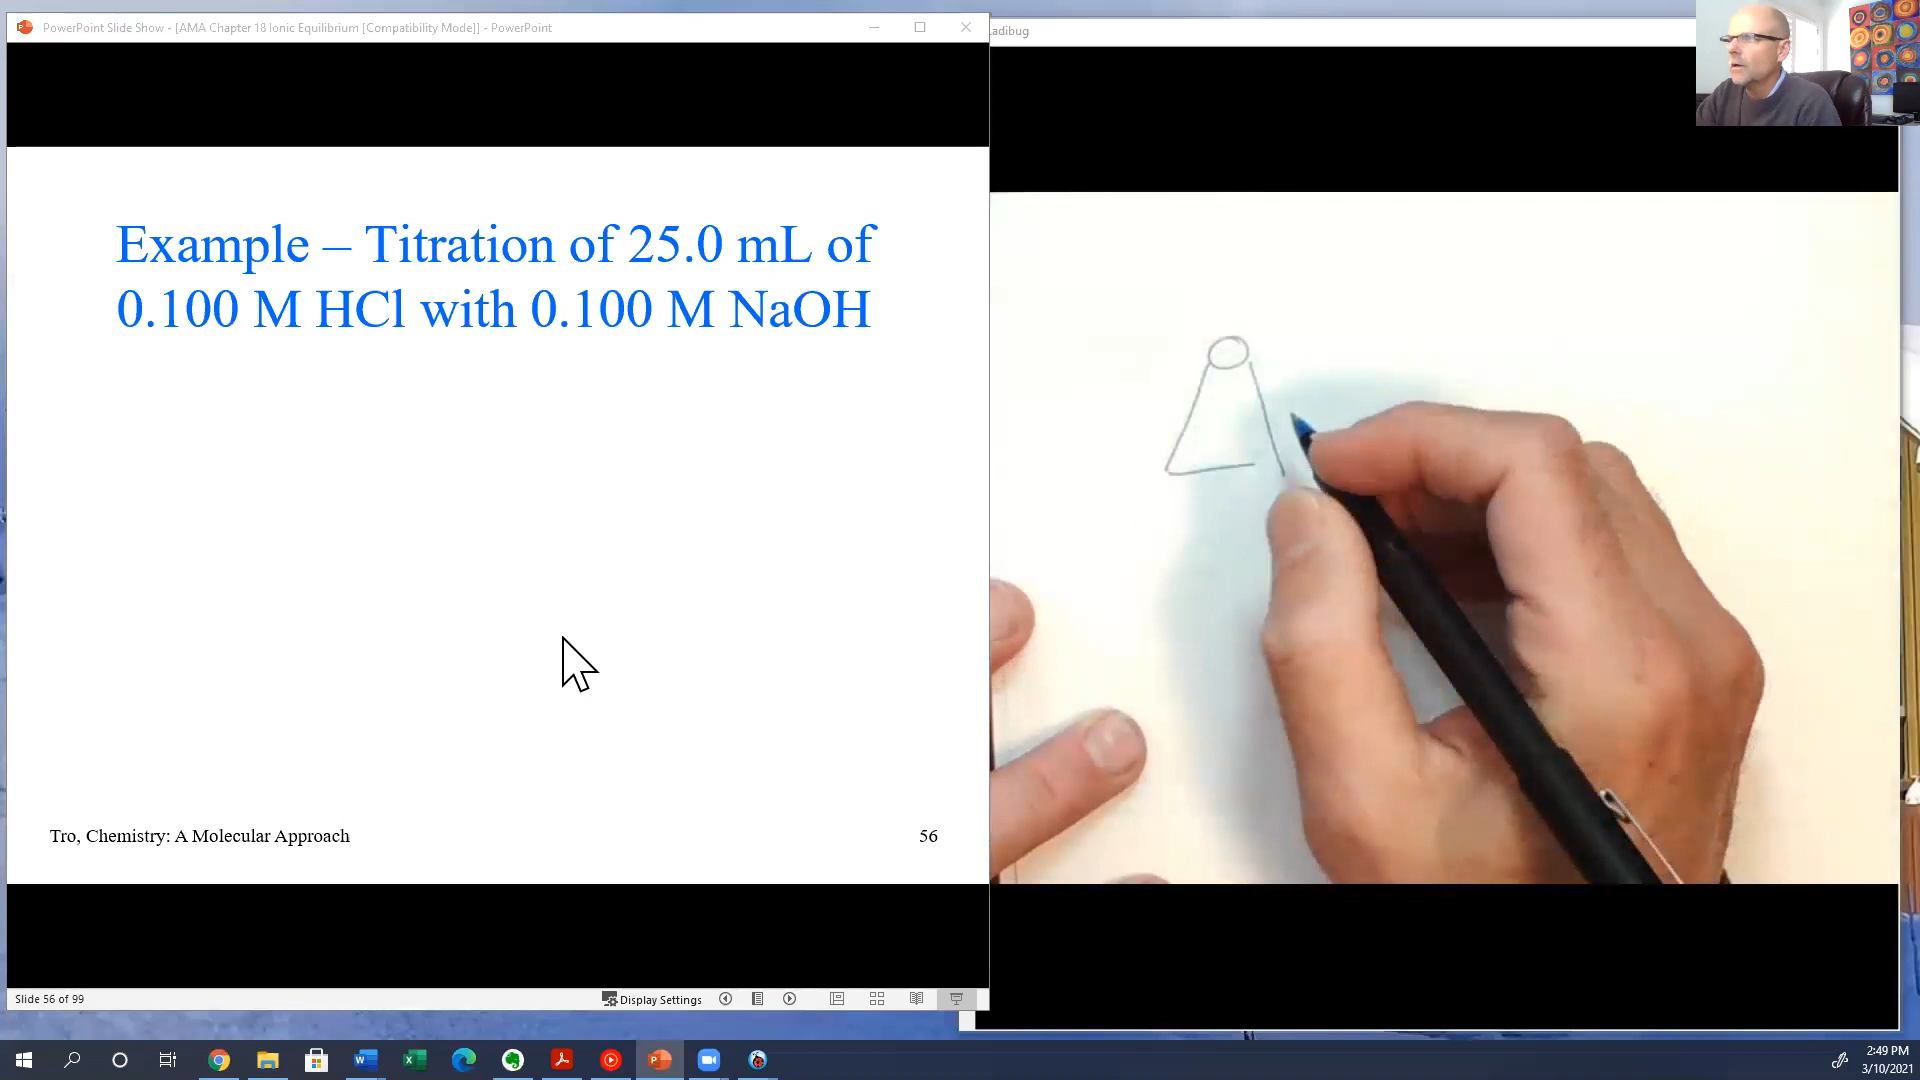 PowerPoint Slide Show - [AMA Chapter 18 Ionic Equilibrium [Compatibility Mode]] - PowerPoint
Ladibug
Example – Titration of 25.0 mL of
0.100 M HCl with 0.100 M NaOH
Tro, Chemistry: A Molecular Approach
56
Slide 56 of 99
Display Settings
2:49 PM
3/10/2021